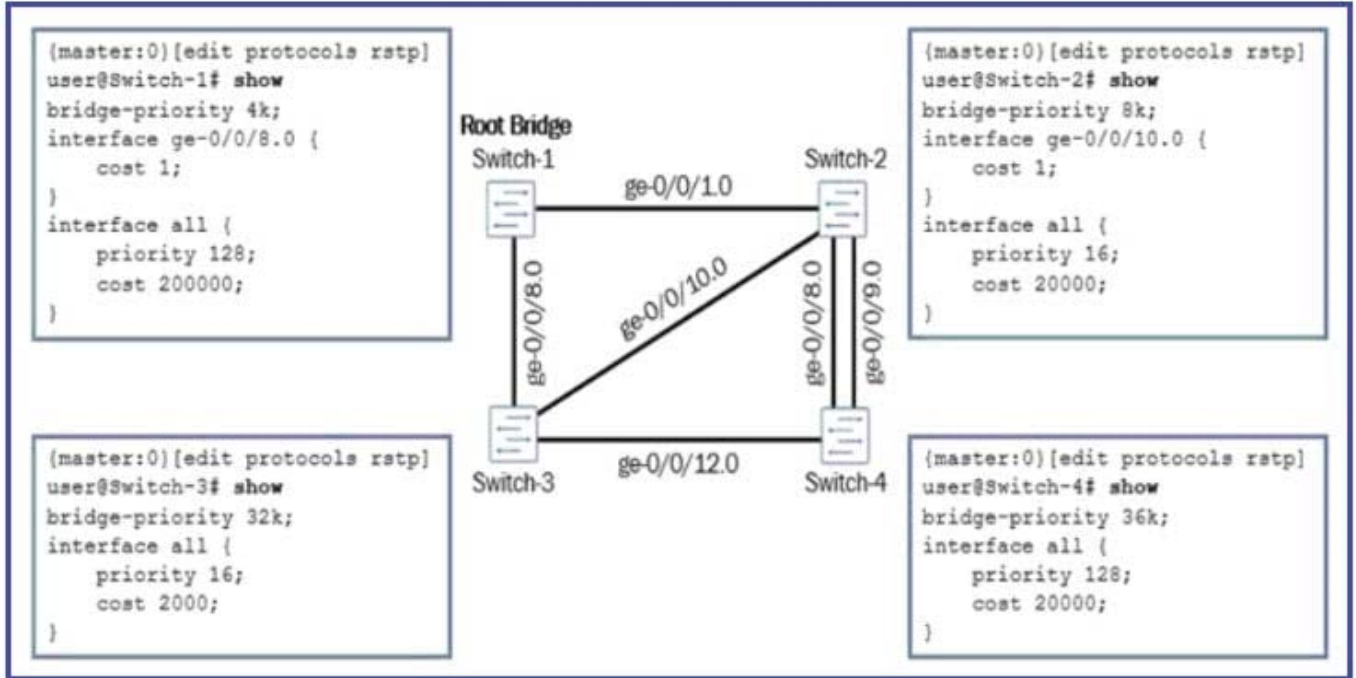 {master:0}[edit protocols rstp]
user@Switch-1# show
bridge-priority 4k;
interface ge-0/0/8.0 {
cost 1;
}
interface all {
priority 128;
cost 200000;
}
{master:0}[edit protocols rstp]
user@Switch-2# show
bridge-priority 8k;
interface ge-0/0/10.0 {
cost 1;
}
interface all {
priority 16;
cost 20000;
}
Root Bridge
Switch-1
Switch-2
ge-0/0/1.0
ge-0/0/8.0
ge-0/0/10.0
ge-0/0/8.0
ge-0/0/9.0
ge-0/0/12.0
Switch-3
Switch-4
{master:0}[edit protocols rstp]
user@Switch-3# show
bridge-priority 32k;
interface all {
priority 16;
cost 2000;
}
{master:0}[edit protocols rstp]
user@Switch-4# show
bridge-priority 36k;
interface all {
priority 128;
cost 20000;
}